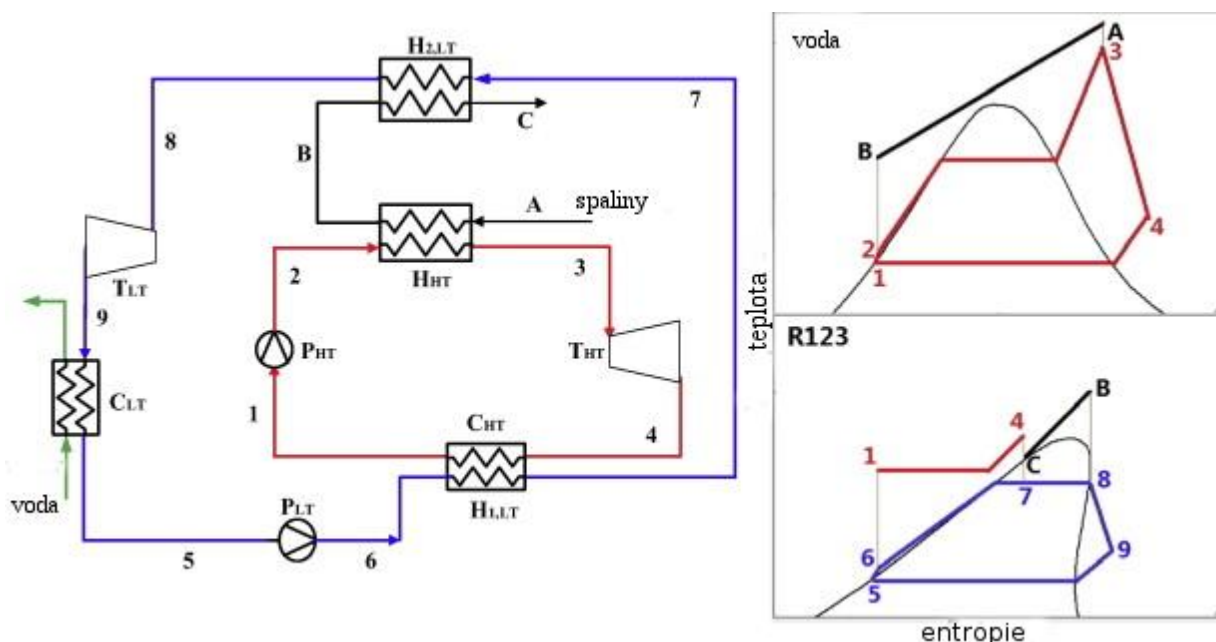 H2,LT
7
C
8
B
spaliny
A
2
3
HHT
TLT
9
PHT
THT
CLT
1
CHT
4
voda
PLT
H1,LT
5
6
voda
A
3
B
2
4
1
teplota
R123
B
4
1
C
7
8
6
9
5
entropie